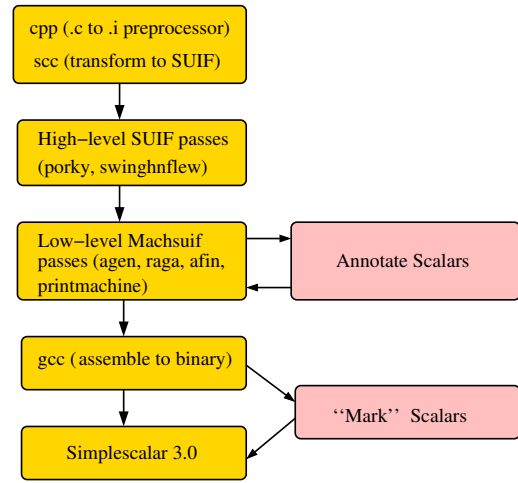 cpp (.c to .i preprocessor)
scc (transform to SUIF)
High−level SUIF passes
(porky, swinghnflew)
Low−level Machsuif
passes (agen, raga, afin,
printmachine)
Annotate Scalars
gcc (assemble to binary)
‘‘Mark’’ Scalars
Simplescalar 3.0